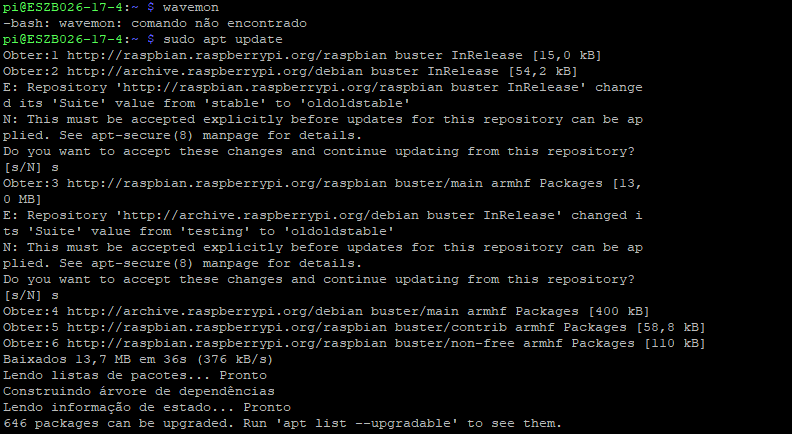 pi@ESZB026-17-4:~ $ wavemon
-bash: wavemon: comando não encontrado
pi@ESZB026-17-4:~ $ sudo apt update
Obter:1 http://raspbian.raspberrypi.org/raspbian buster InRelease [15,0 kB]
Obter:2 http://archive.raspberrypi.org/debian buster InRelease [54,2 kB]
E: Repository 'http://raspbian.raspberrypi.org/raspbian buster InRelease' change
d its 'Suite' value from 'stable' to 'oldoldstable'
N: This must be accepted explicitly before updates for this repository can be ap
plied. See apt-secure(8) manpage for details.
Do you want to accept these changes and continue updating from this repository?
[s/N] s
Obter:3 http://raspbian.raspberrypi.org/raspbian buster/main armhf Packages [13,
0 MB]
E: Repository 'http://archive.raspberrypi.org/debian buster InRelease' changed i
ts 'Suite' value from 'testing' to 'oldoldstable'
N: This must be accepted explicitly before updates for this repository can be ap
plied. See apt-secure(8) manpage for details.
Do you want to accept these changes and continue updating from this repository?
[s/N] s
Obter:4 http://archive.raspberrypi.org/debian buster/main armhf Packages [400 kB]
Obter:5 http://raspbian.raspberrypi.org/raspbian buster/contrib armhf Packages [58,8 kB]
Obter:6 http://raspbian.raspberrypi.org/raspbian buster/non-free armhf Packages [110 kB]
Baixados 13,7 MB em 36s (376 kB/s)
Lendo listas de pacotes... Pronto
Construindo árvore de dependências
Lendo informação de estado... Pronto
646 packages can be upgraded. Run 'apt list --upgradable' to see them.